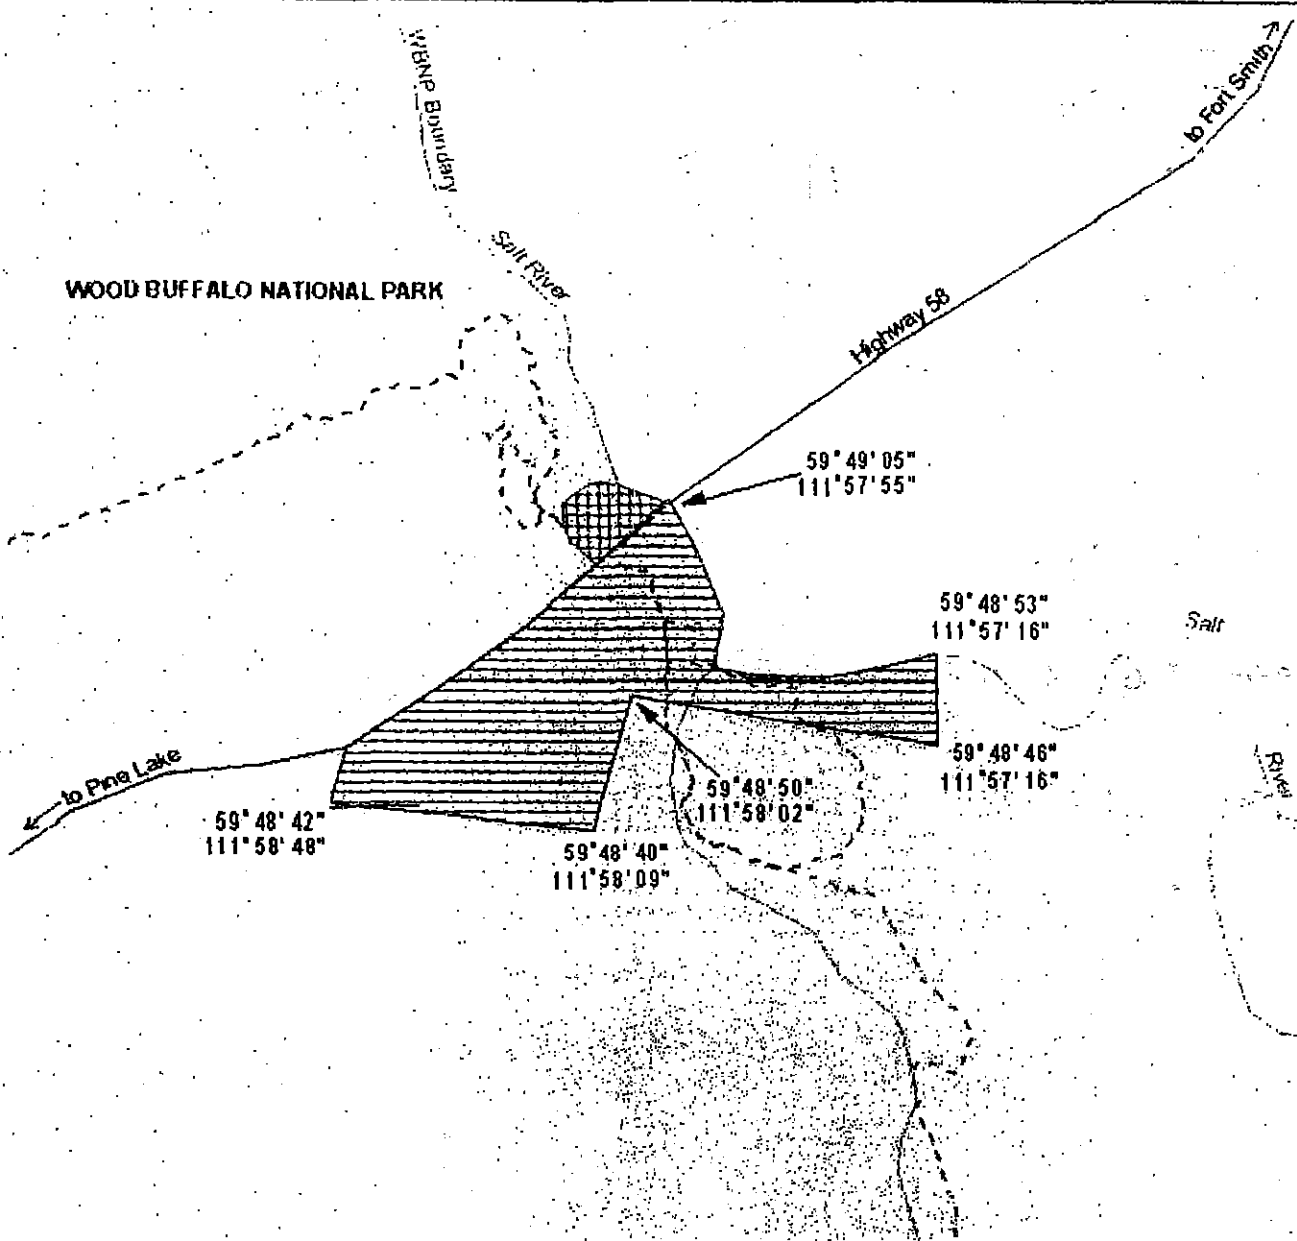 to Fort Smith
WBNP Boundary
Salt River
WOOD BUFFALO NATIONAL PARK
Highway 58
59°49'05"
111°57'55"
59°48'53"
111°57'16"
Salt
River
59°48'46"
111°57'16"
to Pine Lake
59°48'50"
111°58'02"
59°48'42"
111°58'48"
59°48'40"
111°58'09"